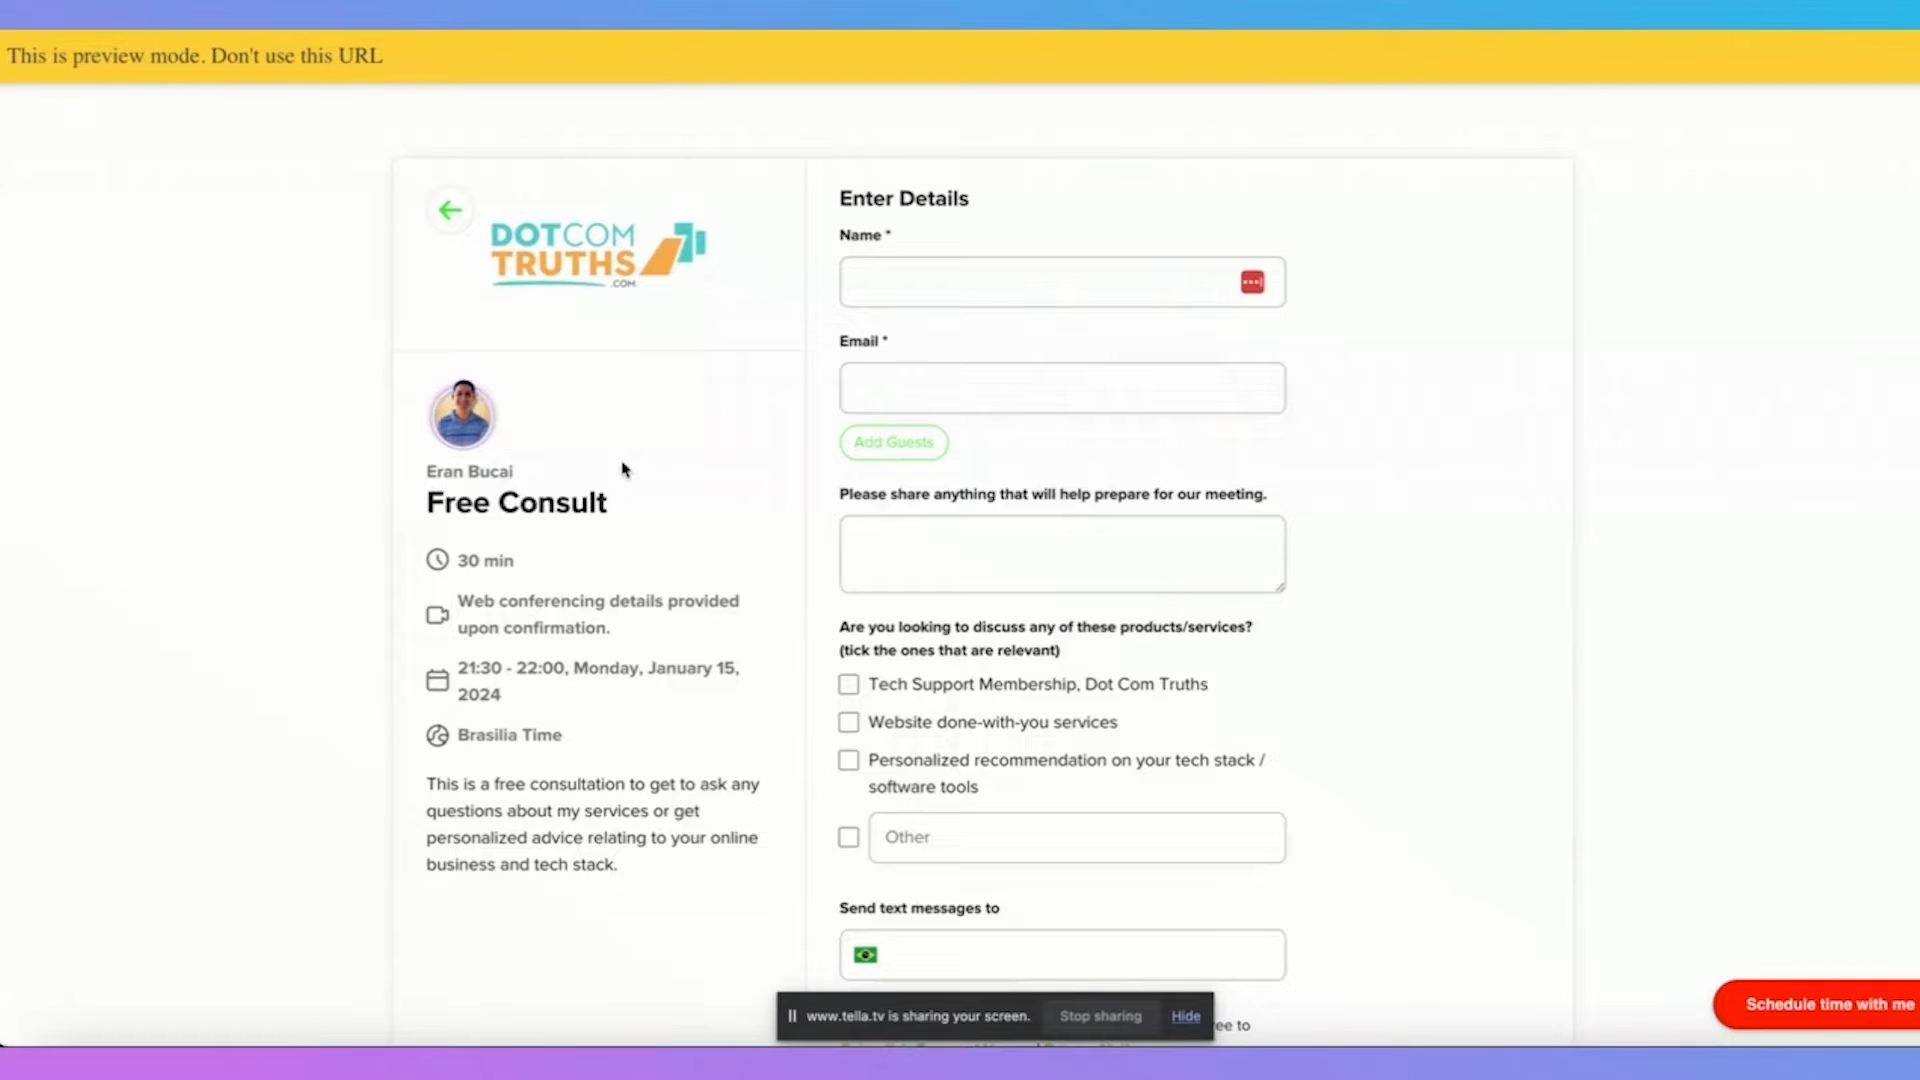 This is preview mode. Don't use this URL
DOTCOM
TRUTHS
.COM
Eran Bucai
Free Consult
30 min
Web conferencing details provided
upon confirmation.
21:30 - 22:00, Monday, January 15,
2024
Brasilia Time
This is a free consultation to get to ask any
questions about my services or get
personalized advice relating to your online
business and tech stack.
Enter Details
Name *
Email *
Add Guests
Please share anything that will help prepare for our meeting.
Are you looking to discuss any of these products/services?
(tick the ones that are relevant)
Tech Support Membership, Dot Com Truths
Website done-with-you services
Personalized recommendation on your tech stack /
software tools
Other
Send text messages to
www.tella.tv is sharing your screen. Stop sharing Hide
to
Schedule time with me